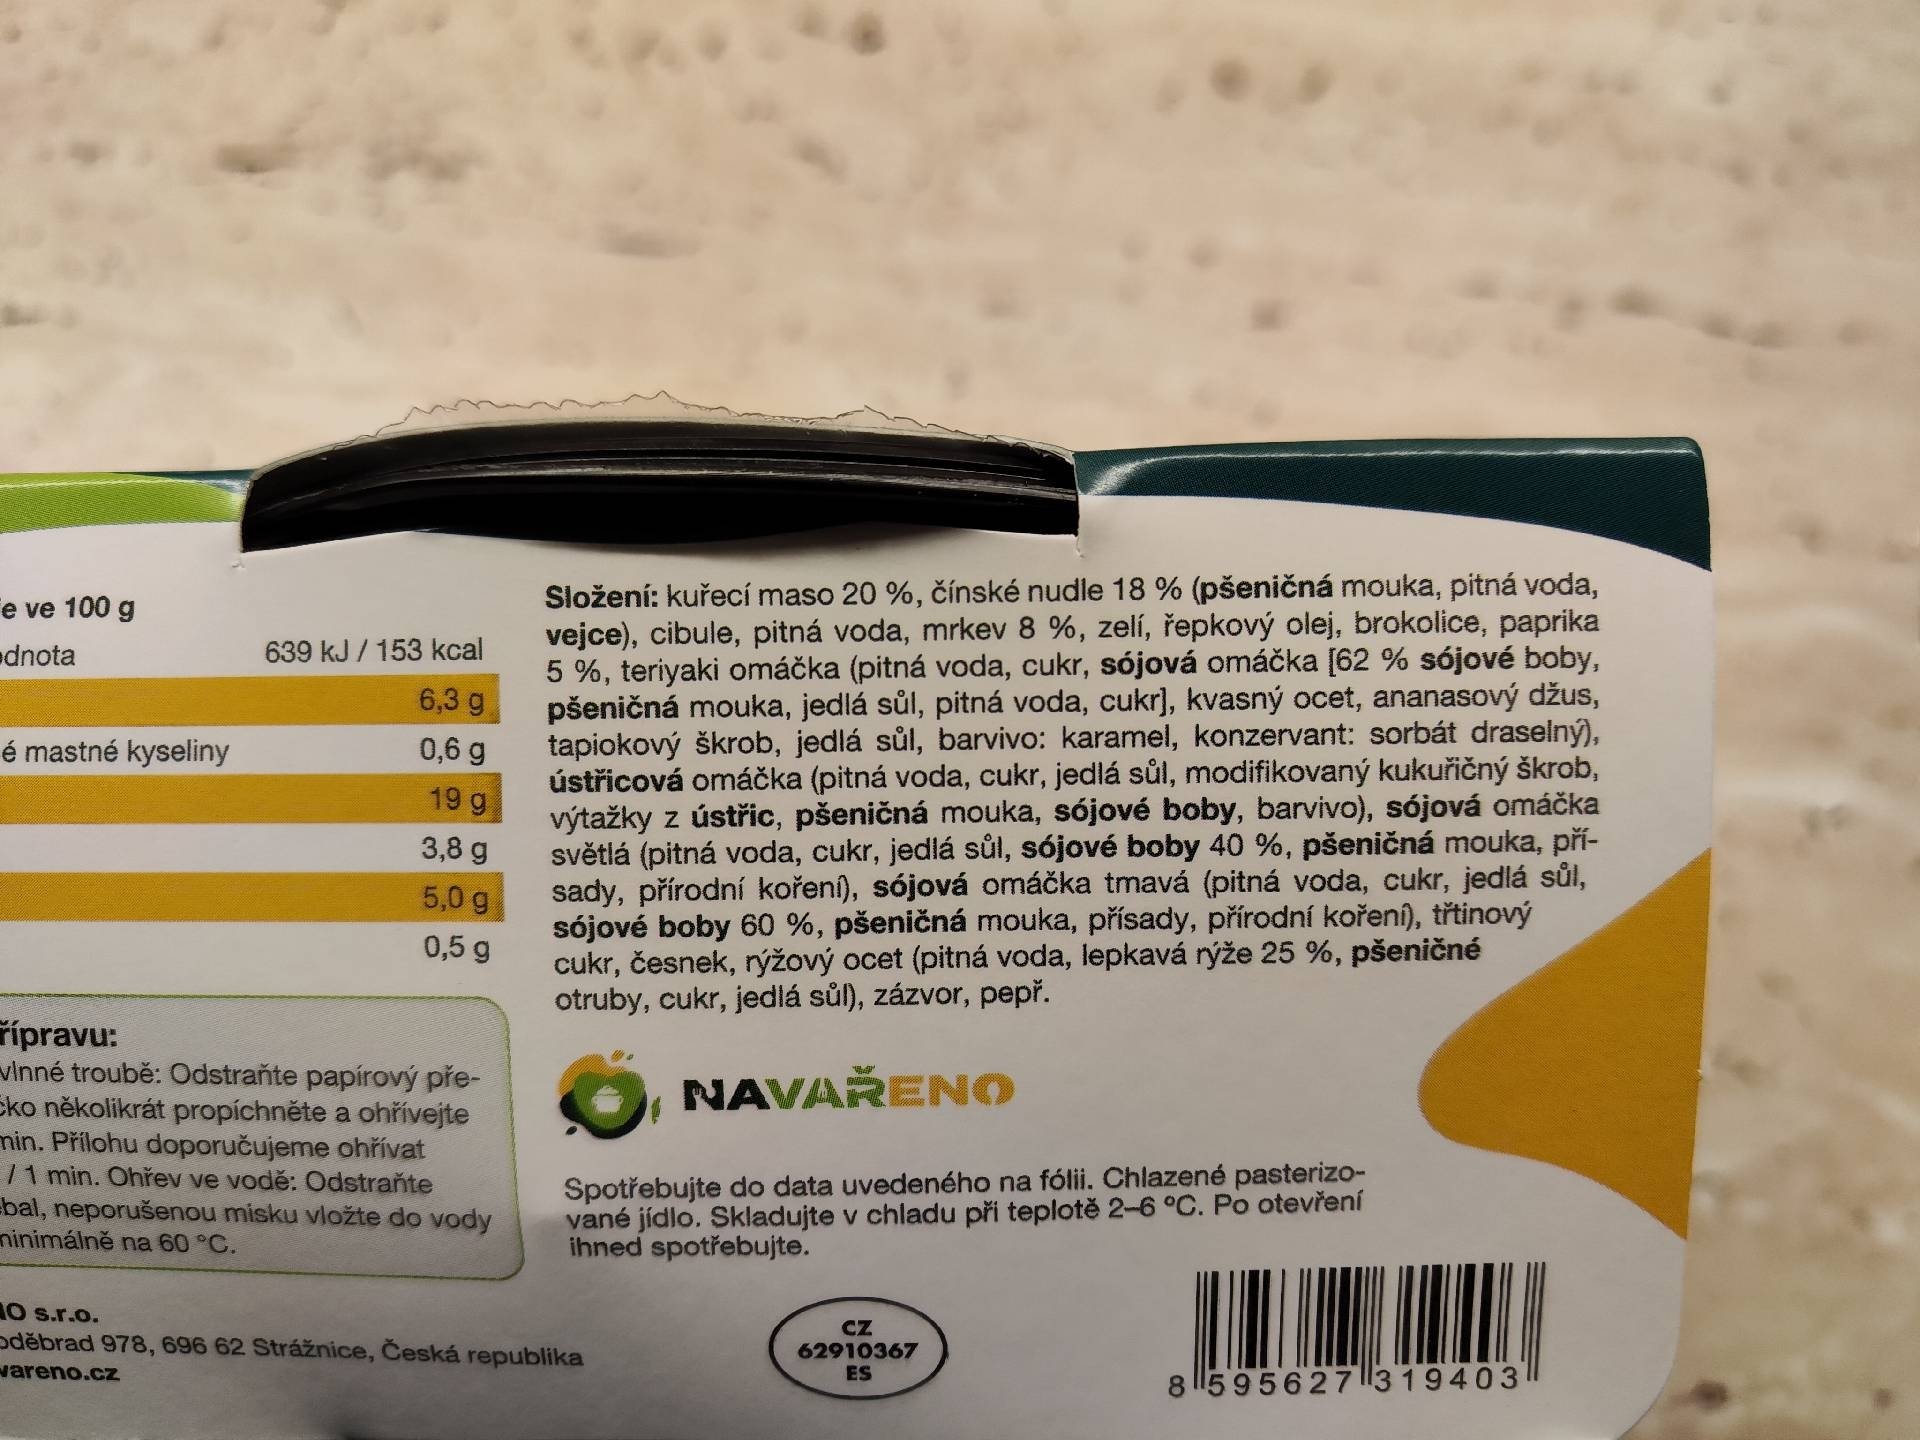 ve 100 g
639 kJ / 153 kcal
6,3 g
mastné kyseliny
0,6 g
19 g
3,8 g
5,0 g
0,5 g
troubě: Odstraňte papírový pře-
několikrát propíchněte a ohřívejte
min. Přílohu doporučujeme ohřívat
/ 1 min. Ohřev ve vodě: Odstraňte
neporušenou misku vložte do vody
na 60 °C.
s.r.o.
978, 696 62 Strážnice, Česká republika
Složení: kuřecí maso 20 %, čínské nudle 18 % (pšeničná mouka, pitná voda,
vejce), cibule, pitná voda, mrkev 8 %, zelí, řepkový olej, brokolice, paprika
5 %, teriyaki omáčka (pitná voda, cukr, sójová omáčka [62 % sójové boby,
pšeničná mouka, jedlá sůl, pitná voda, cukr], kvasný ocet, ananasový džus,
tapiokový škrob, jedlá sůl, barvivo: karamel, konzervant: sorbát draselný),
ústřicová omáčka (pitná voda, cukr, jedlá sůl, modifikovaný kukuřičný škrob,
výtažky z ústřic, pšeničná mouka, sójové boby, barvivo), sójová omáčka
světlá (pitná voda, cukr, jedlá sůl, sójové boby 40 %, pšeničná mouka, pří-
sady, přírodní koření), sójová omáčka tmavá (pitná voda, cukr, jedlá sůl,
sójové boby 60 %, pšeničná mouka, přísady, přírodní koření), třtinový
cukr, česnek, rýžový ocet (pitná voda, lepkavá rýže 25 %, pšeničné
otruby, cukr, jedlá sůl), zázvor, pepř.
NAVAŘENO
Spotřebujte do data uvedeného na fólii. Chlazené pasterizo-
vané jídlo. Skladujte v chladu při teplotě 2–6 °C. Po otevření
ihned spotřebujte.
CZ
62910367
ES
8 595627 319403